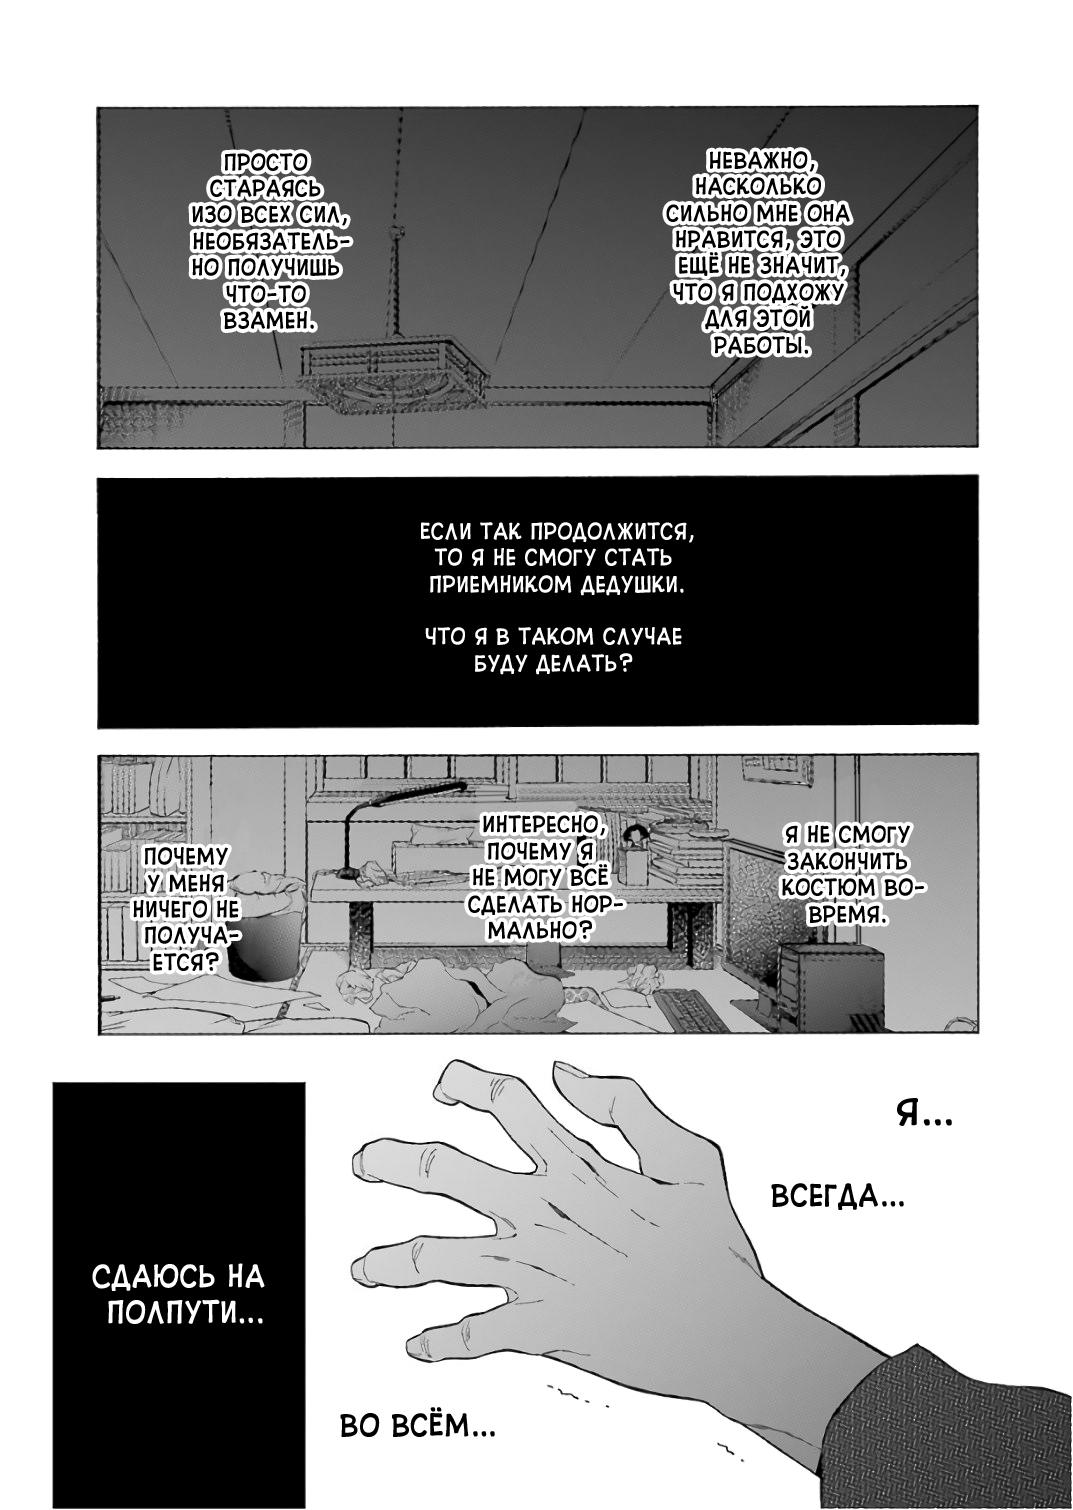 НЕВАЖНО,
НАСКОЛЬКО
СИЛЬНО МНЕ ОНА
НРАВИТСЯ, ЭТО
ЕЩЁ НЕ ЗНАЧИТ,
ЧТО Я ПОДХОЖУ
ДЛЯ ЭТОЙ
РАБОТЫ.
ПРОСТО
СТАРАЯСЬ
ИЗО ВСЕХ СИЛ,
НЕОБЯЗАТЕЛЬ-
НО ПОЛУЧИШЬ
ЧТО-ТО
ВЗАМЕН.
ЕСЛИ ТАК ПРОДОЛЖИТСЯ,
ТО Я НЕ СМОГУ СТАТЬ
ПРИЕМНИКОМ ДЕДУШКИ.
ЧТО Я В ТАКОМ СЛУЧАЕ
БУДУ ДЕЛАТЬ?
Я НЕ СМОГУ
ЗАКОНЧИТЬ
КОСТЮМ ВО-
ВРЕМЯ.
ИНТЕРЕСНО,
ПОЧЕМУ Я
НЕ МОГУ ВСЁ
СДЕЛАТЬ НОР-
МАЛЬНО?
ПОЧЕМУ
У МЕНЯ
НИЧЕГО НЕ
ПОЛУЧА-
ЕТСЯ?
Я...
ВСЕГДА...
ВО ВСЁМ...
СДАЮСЬ НА
ПОЛПУТИ...